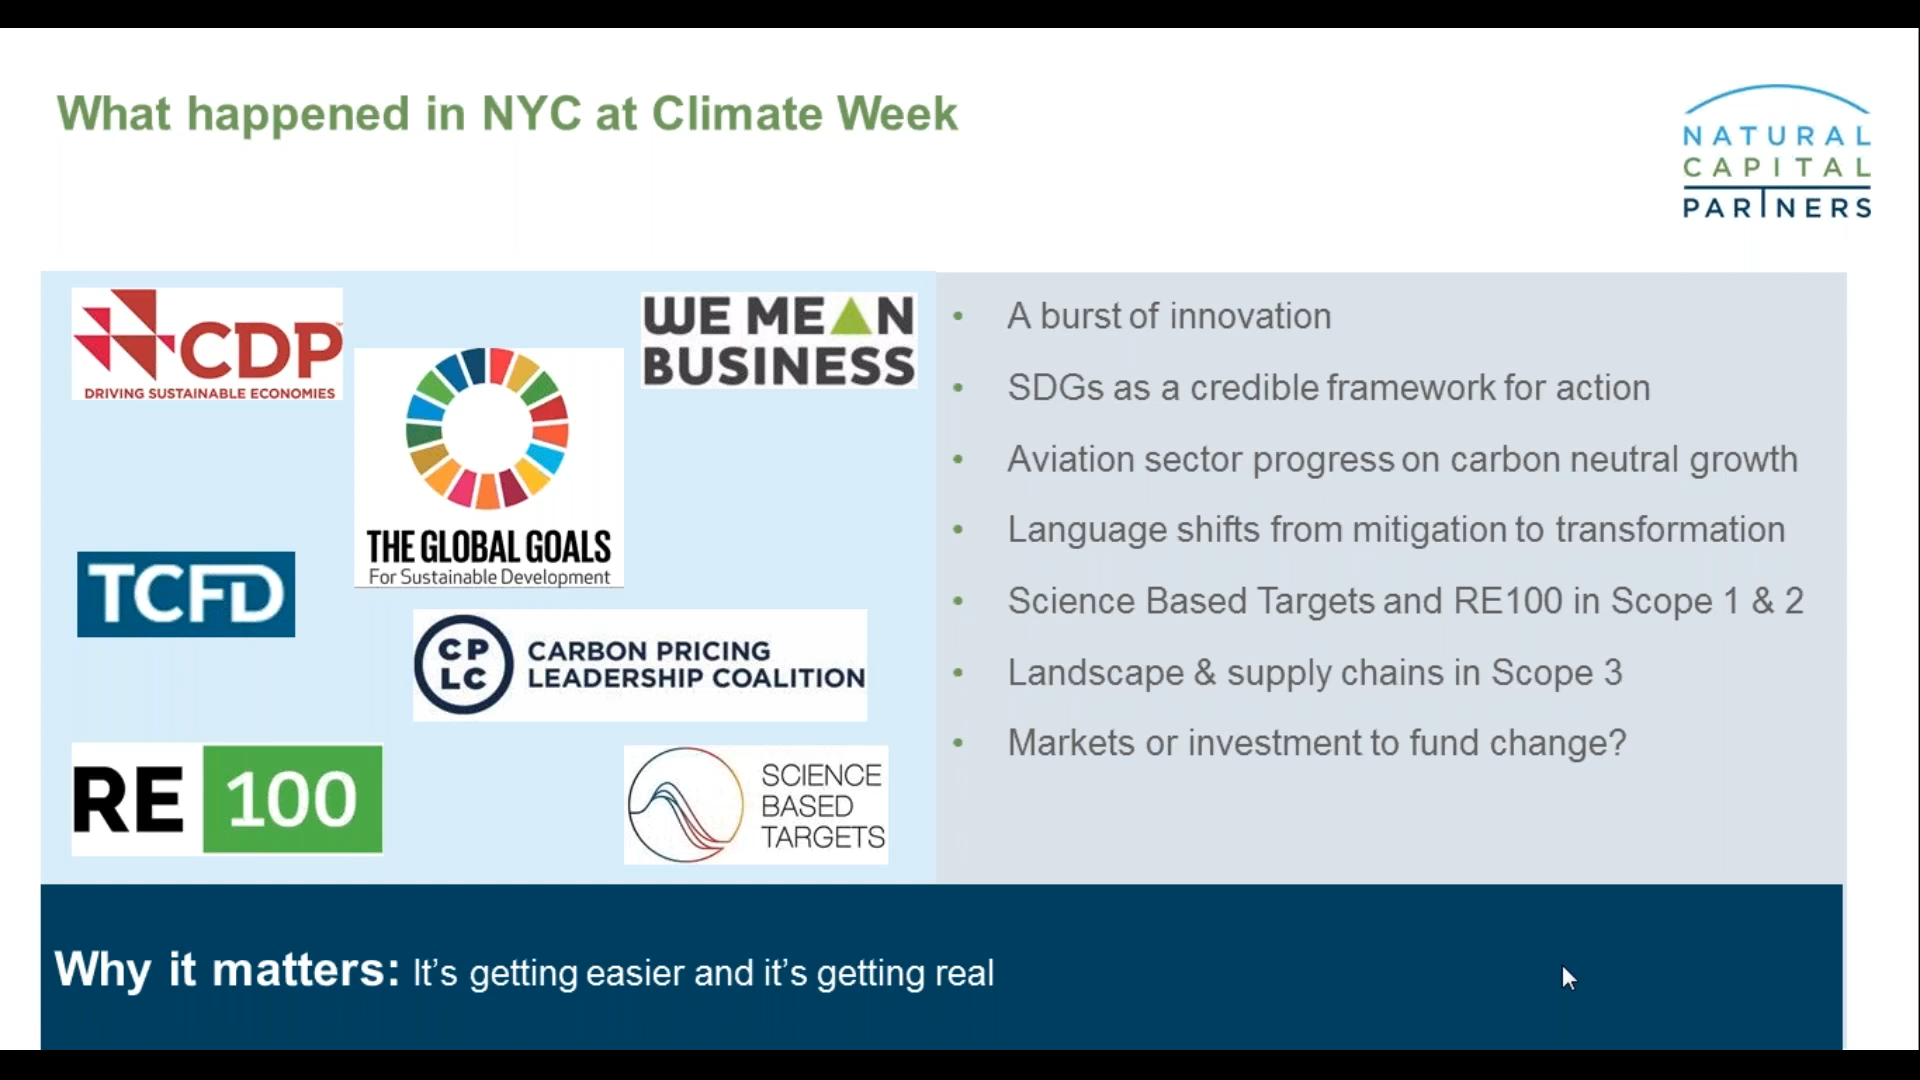 What happened in NYC at Climate Week
NATURAL
CAPITAL
PARTNERS
CDP™
DRIVING SUSTAINABLE ECONOMIES
WE MEAN
BUSINESS
THE GLOBAL GOALS
For Sustainable Development
TCFD
CP
LC
CARBON PRICING
LEADERSHIP COALITION
RE 100
SCIENCE
BASED
TARGETS
• A burst of innovation
• SDGs as a credible framework for action
• Aviation sector progress on carbon neutral growth
• Language shifts from mitigation to transformation
• Science Based Targets and RE100 in Scope 1 & 2
• Landscape & supply chains in Scope 3
• Markets or investment to fund change?
Why it matters: It’s getting easier and it’s getting real